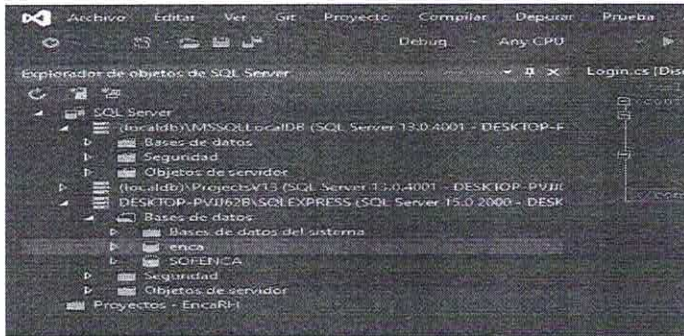 Archivo Editar Ver Git Proyecto Compilar Depurar Prueba
Debug Any CPU
Explorador de objetos de SQL Server
Login.cs [Dis
SQL Server
(localdb)\MSSQLLocalDB (SQL Server 13.0.4001 - DESKTOP-F
Bases de datos
Seguridad
Objetos de servidor
(localdb)\ProjectsV13 (SQL Server 13.0.4001 - DESKTOP-PVJJ
DESKTOP-PVJJ62B\SQLEXPRESS (SQL Server 15.0.2000 - DESK
Bases de datos
Bases de datos del sistema
enca
SOFENCA
Seguridad
Objetos de servidor
Proyectos - EncaRH